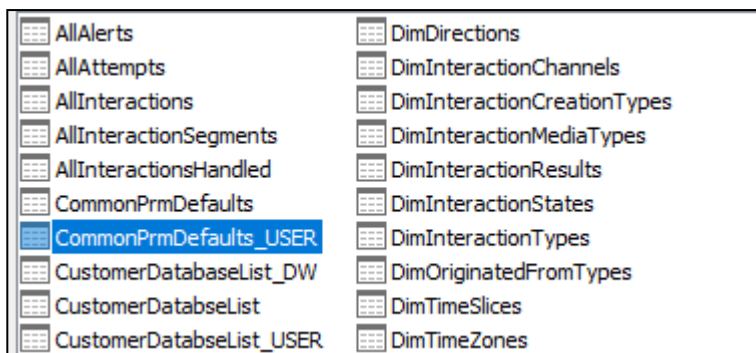 AllAlerts
AllAttempts
AllInteractions
AllInteractionSegments
AllInteractionsHandled
CommonPrmDefaults
CommonPrmDefaults_USER
CustomerDatabaseList_DW
CustomerDatabseList
CustomerDatabseList_USER
DimDirections
DimInteractionChannels
DimInteractionCreationTypes
DimInteractionMediaTypes
DimInteractionResults
DimInteractionStates
DimInteractionTypes
DimOriginatedFromTypes
DimTimeSlices
DimTimeZones